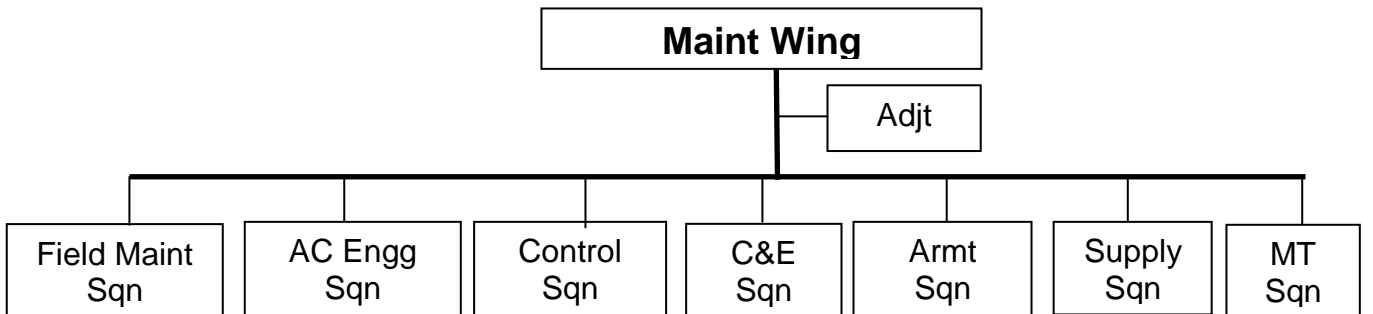 Maint Wing
Adjt
Field Maint
Sqn
AC Engg
Sqn
Control
Sqn
C&E
Sqn
Armt
Sqn
Supply
Sqn
MT
Sqn